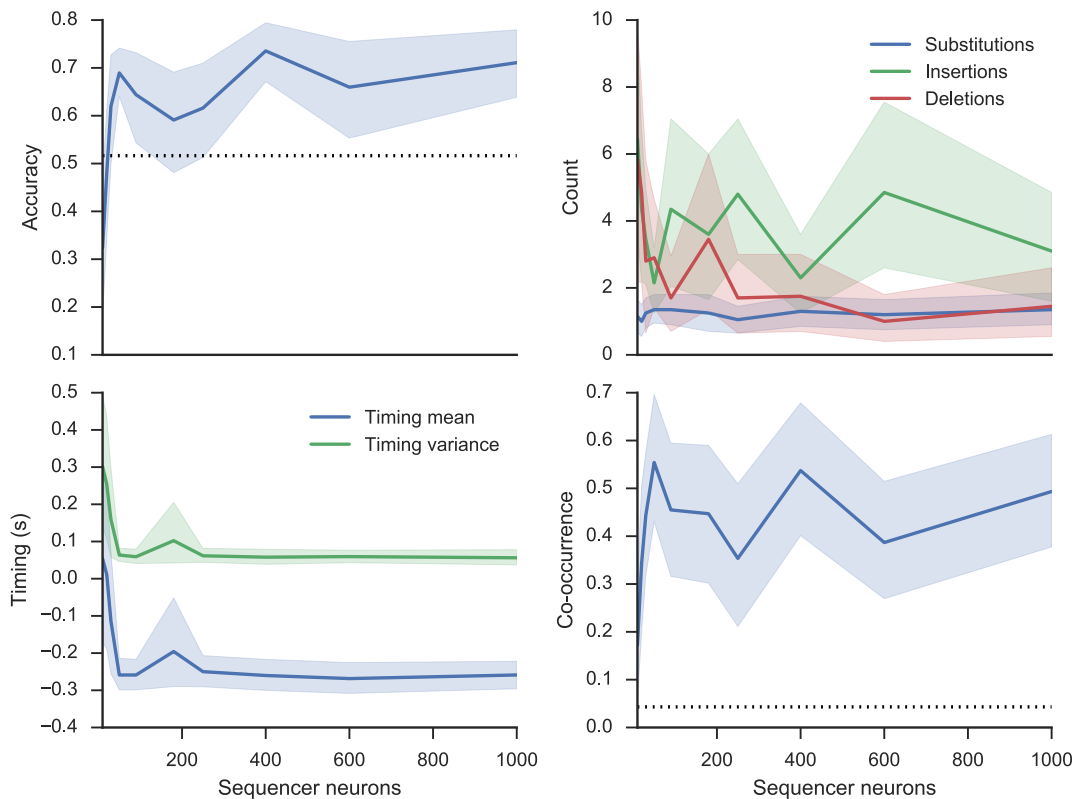 0.8
0.7
0.6
0.5
0.4
0.3
0.2
0.1
Accuracy
10
8
6
4
2
0
Count
Substitutions
Insertions
Deletions
0.5
0.4
0.3
0.2
0.1
0.0
−0.1
−0.2
−0.3
−0.4
Timing (s)
Timing mean
Timing variance
200 400 600 800 1000
Sequencer neurons
0.7
0.6
0.5
0.4
0.3
0.2
0.1
0.0
Co-occurrence
200 400 600 800 1000
Sequencer neurons